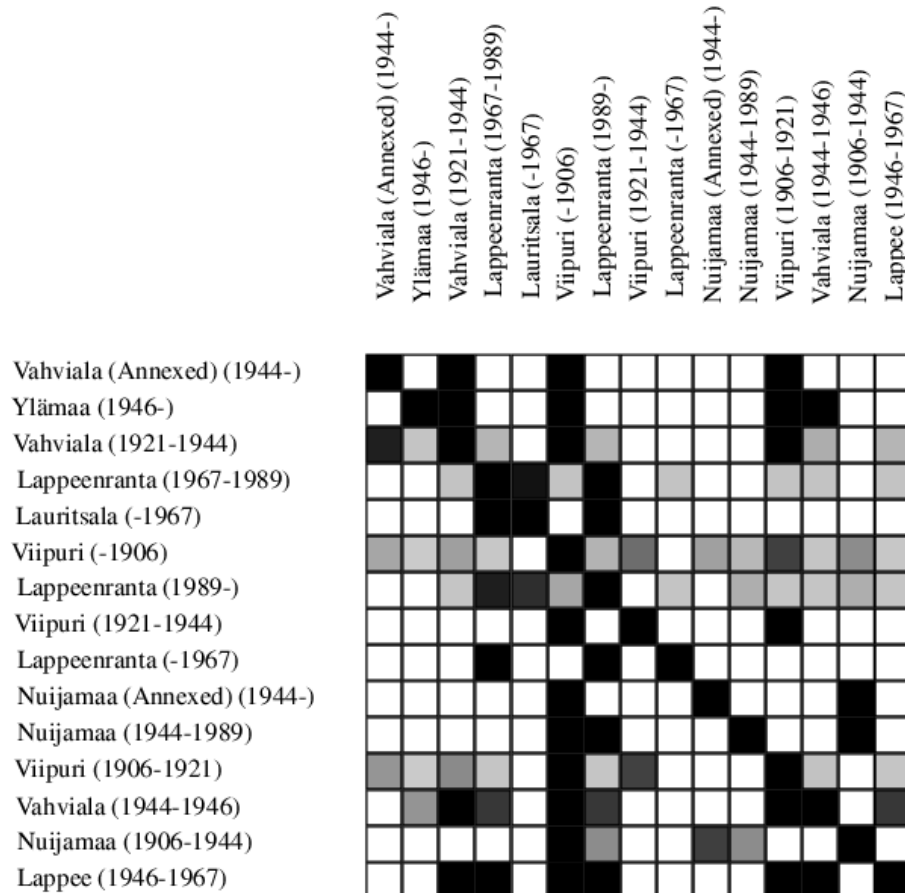 Vahviala (Annexed) (1944-)
Ylämaa (1946-)
Vahviala (1921-1944)
Lappeenranta (1967-1989)
Lauritsala (-1967)
Viipuri (-1906)
Lappeenranta (1989-)
Viipuri (1921-1944)
Lappeenranta (-1967)
Nuijamaa (Annexed) (1944-)
Nuijamaa (1944-1989)
Viipuri (1906-1921)
Vahviala (1944-1946)
Nuijamaa (1906-1944)
Lappee (1946-1967)
Vahviala (Annexed) (1944-)
Ylämaa (1946-)
Vahviala (1921-1944)
Lappeenranta (1967-1989)
Lauritsala (-1967)
Viipuri (-1906)
Lappeenranta (1989-)
Viipuri (1921-1944)
Lappeenranta (-1967)
Nuijamaa (Annexed) (1944-)
Nuijamaa (1944-1989)
Viipuri (1906-1921)
Vahviala (1944-1946)
Nuijamaa (1906-1944)
Lappee (1946-1967)